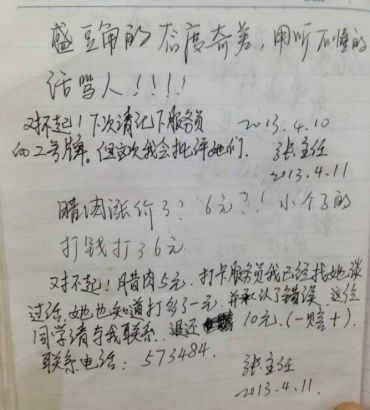 盛豆角的态度奇差，用听不懂的
话骂人！！！！
对不起！下次请记下服务员 2013.4.10
的工号牌。但这次我会批评她们。 张主任
2013.4.11
腊肉涨价了？6元？！小个子的
打钱打了6元
对不起！腊肉5元，打卡服务员我已经找她谈
过话，她也知道打多了一元，并承认了错误，这位
同学请与我联系，退还 10元.(一赔十).
联系电话：573484. 张主任
2013.4.11.